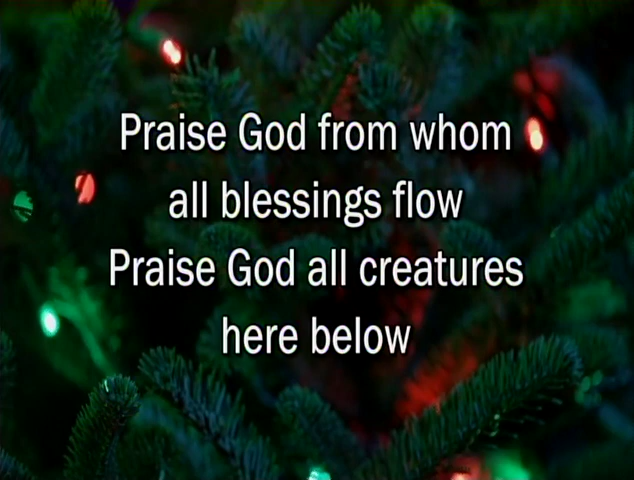 Praise God from whom
all blessings flow
Praise God all creatures
here below